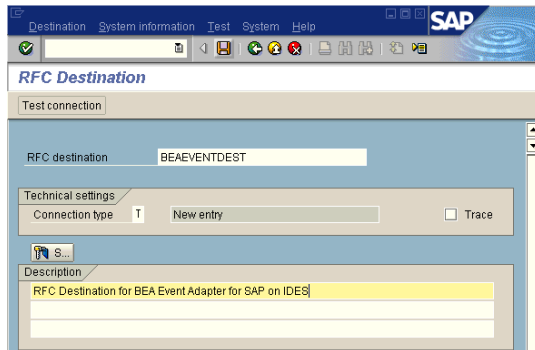 Destination System information Test System Help
SAP
RFC Destination
Test connection
RFC destination BEAEVENTDEST
Technical settings
Connection type T New entry Trace
S...
Description
RFC Destination for BEA Event Adapter for SAP on IDES